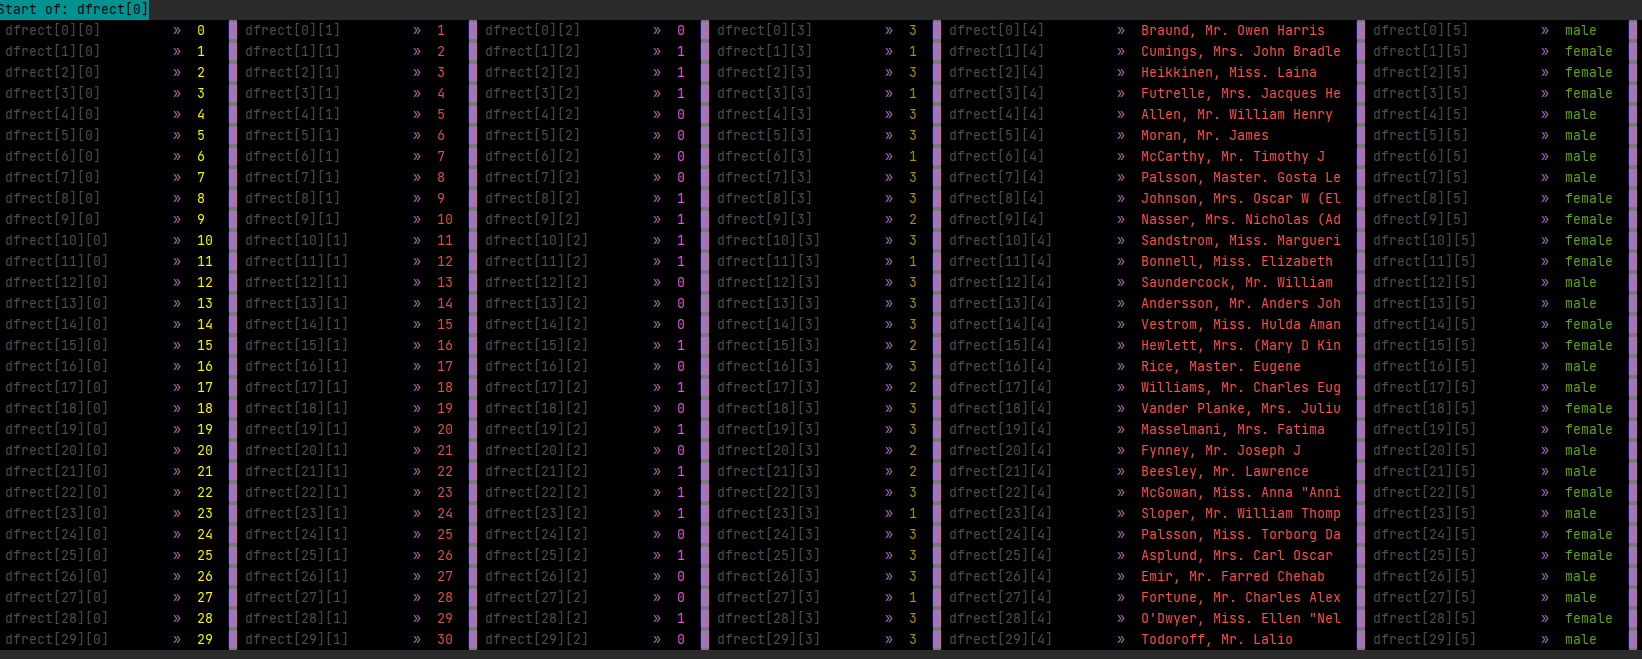 Start of: dfrect[0]
dfrect[0][0] » 0 dfrect[0][1] » 1 dfrect[0][2] » 0 dfrect[0][3] » 3 dfrect[0][4] » Braund, Mr. Owen Harris dfrect[0][5] » male
dfrect[1][0] » 1 dfrect[1][1] » 2 dfrect[1][2] » 1 dfrect[1][3] » 1 dfrect[1][4] » Cumings, Mrs. John Bradle dfrect[1][5] » female
dfrect[2][0] » 2 dfrect[2][1] » 3 dfrect[2][2] » 1 dfrect[2][3] » 3 dfrect[2][4] » Heikkinen, Miss. Laina dfrect[2][5] » female
dfrect[3][0] » 3 dfrect[3][1] » 4 dfrect[3][2] » 1 dfrect[3][3] » 1 dfrect[3][4] » Futrelle, Mrs. Jacques He dfrect[3][5] » female
dfrect[4][0] » 4 dfrect[4][1] » 5 dfrect[4][2] » 0 dfrect[4][3] » 3 dfrect[4][4] » Allen, Mr. William Henry dfrect[4][5] » male
dfrect[5][0] » 5 dfrect[5][1] » 6 dfrect[5][2] » 0 dfrect[5][3] » 3 dfrect[5][4] » Moran, Mr. James dfrect[5][5] » male
dfrect[6][0] » 6 dfrect[6][1] » 7 dfrect[6][2] » 0 dfrect[6][3] » 1 dfrect[6][4] » McCarthy, Mr. Timothy J dfrect[6][5] » male
dfrect[7][0] » 7 dfrect[7][1] » 8 dfrect[7][2] » 0 dfrect[7][3] » 3 dfrect[7][4] » Palsson, Master. Gosta Le dfrect[7][5] » male
dfrect[8][0] » 8 dfrect[8][1] » 9 dfrect[8][2] » 1 dfrect[8][3] » 3 dfrect[8][4] » Johnson, Mrs. Oscar W (El dfrect[8][5] » female
dfrect[9][0] » 9 dfrect[9][1] » 10 dfrect[9][2] » 1 dfrect[9][3] » 2 dfrect[9][4] » Nasser, Mrs. Nicholas (Ad dfrect[9][5] » female
dfrect[10][0] » 10 dfrect[10][1] » 11 dfrect[10][2] » 1 dfrect[10][3] » 3 dfrect[10][4] » Sandstrom, Miss. Margueri dfrect[10][5] » female
dfrect[11][0] » 11 dfrect[11][1] » 12 dfrect[11][2] » 1 dfrect[11][3] » 1 dfrect[11][4] » Bonnell, Miss. Elizabeth dfrect[11][5] » female
dfrect[12][0] » 12 dfrect[12][1] » 13 dfrect[12][2] » 0 dfrect[12][3] » 3 dfrect[12][4] » Saundercock, Mr. William dfrect[12][5] » male
dfrect[13][0] » 13 dfrect[13][1] » 14 dfrect[13][2] » 0 dfrect[13][3] » 3 dfrect[13][4] » Andersson, Mr. Anders Joh dfrect[13][5] » male
dfrect[14][0] » 14 dfrect[14][1] » 15 dfrect[14][2] » 0 dfrect[14][3] » 3 dfrect[14][4] » Vestrom, Miss. Hulda Aman dfrect[14][5] » female
dfrect[15][0] » 15 dfrect[15][1] » 16 dfrect[15][2] » 1 dfrect[15][3] » 2 dfrect[15][4] » Hewlett, Mrs. (Mary D Kin dfrect[15][5] » female
dfrect[16][0] » 16 dfrect[16][1] » 17 dfrect[16][2] » 0 dfrect[16][3] » 3 dfrect[16][4] » Rice, Master. Eugene dfrect[16][5] » male
dfrect[17][0] » 17 dfrect[17][1] » 18 dfrect[17][2] » 1 dfrect[17][3] » 2 dfrect[17][4] » Williams, Mr. Charles Eug dfrect[17][5] » male
dfrect[18][0] » 18 dfrect[18][1] » 19 dfrect[18][2] » 0 dfrect[18][3] » 3 dfrect[18][4] » Vander Planke, Mrs. Juliu dfrect[18][5] » female
dfrect[19][0] » 19 dfrect[19][1] » 20 dfrect[19][2] » 1 dfrect[19][3] » 3 dfrect[19][4] » Masselmani, Mrs. Fatima dfrect[19][5] » female
dfrect[20][0] » 20 dfrect[20][1] » 21 dfrect[20][2] » 0 dfrect[20][3] » 2 dfrect[20][4] » Fynney, Mr. Joseph J dfrect[20][5] » male
dfrect[21][0] » 21 dfrect[21][1] » 22 dfrect[21][2] » 1 dfrect[21][3] » 2 dfrect[21][4] » Beesley, Mr. Lawrence dfrect[21][5] » male
dfrect[22][0] » 22 dfrect[22][1] » 23 dfrect[22][2] » 1 dfrect[22][3] » 3 dfrect[22][4] » McGowan, Miss. Anna "Anni dfrect[22][5] » female
dfrect[23][0] » 23 dfrect[23][1] » 24 dfrect[23][2] » 1 dfrect[23][3] » 1 dfrect[23][4] » Sloper, Mr. William Thomp dfrect[23][5] » male
dfrect[24][0] » 24 dfrect[24][1] » 25 dfrect[24][2] » 0 dfrect[24][3] » 3 dfrect[24][4] » Palsson, Miss. Torborg Da dfrect[24][5] » female
dfrect[25][0] » 25 dfrect[25][1] » 26 dfrect[25][2] » 1 dfrect[25][3] » 3 dfrect[25][4] » Asplund, Mrs. Carl Oscar dfrect[25][5] » female
dfrect[26][0] » 26 dfrect[26][1] » 27 dfrect[26][2] » 0 dfrect[26][3] » 3 dfrect[26][4] » Emir, Mr. Farred Chehab dfrect[26][5] » male
dfrect[27][0] » 27 dfrect[27][1] » 28 dfrect[27][2] » 0 dfrect[27][3] » 1 dfrect[27][4] » Fortune, Mr. Charles Alex dfrect[27][5] » male
dfrect[28][0] » 28 dfrect[28][1] » 29 dfrect[28][2] » 1 dfrect[28][3] » 3 dfrect[28][4] » O'Dwyer, Miss. Ellen "Nel dfrect[28][5] » female
dfrect[29][0] » 29 dfrect[29][1] » 30 dfrect[29][2] » 0 dfrect[29][3] » 3 dfrect[29][4] » Todoroff, Mr. Lalio dfrect[29][5] » male